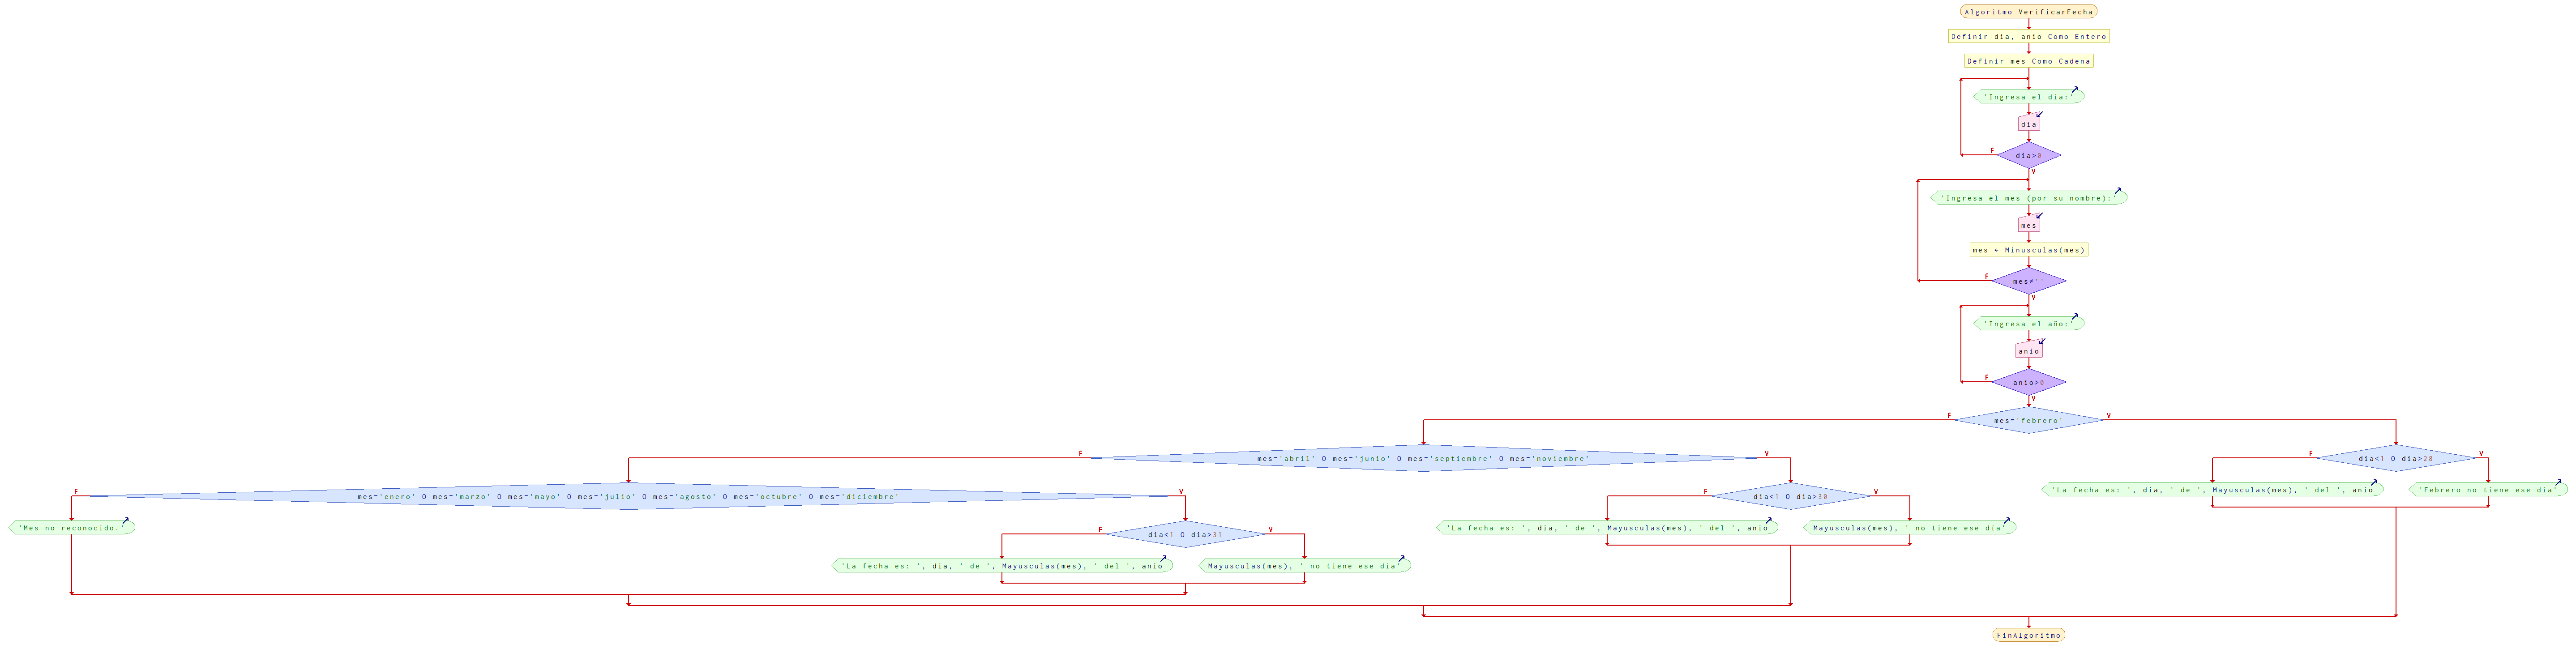 Algoritmo VerificarFecha
Definir dia, anio Como Entero
Definir mes Como Cadena
'Ingresa el día:'
dia
dia>0
F
V
'Ingresa el mes (por su nombre):'
mes
mes ← Minusculas(mes)
mes≠''
F
V
'Ingresa el año:'
anio
anio>0
F
V
mes='febrero'
F
V
mes='abril' O mes='junio' O mes='septiembre' O mes='noviembre'
F
V
dia<1 O dia>28
F
V
mes='enero' O mes='marzo' O mes='mayo' O mes='julio' O mes='agosto' O mes='octubre' O mes='diciembre'
F
V
dia<1 O dia>30
F
V
'La fecha es: ', dia, ' de ', Mayusculas(mes), ' del ', anio
'Febrero no tiene ese día'
'Mes no reconocido.'
dia<1 O dia>31
F
V
'La fecha es: ', dia, ' de ', Mayusculas(mes), ' del ', anio
Mayusculas(mes), ' no tiene ese día'
'La fecha es: ', dia, ' de ', Mayusculas(mes), ' del ', anio
Mayusculas(mes), ' no tiene ese día'
FinAlgoritmo